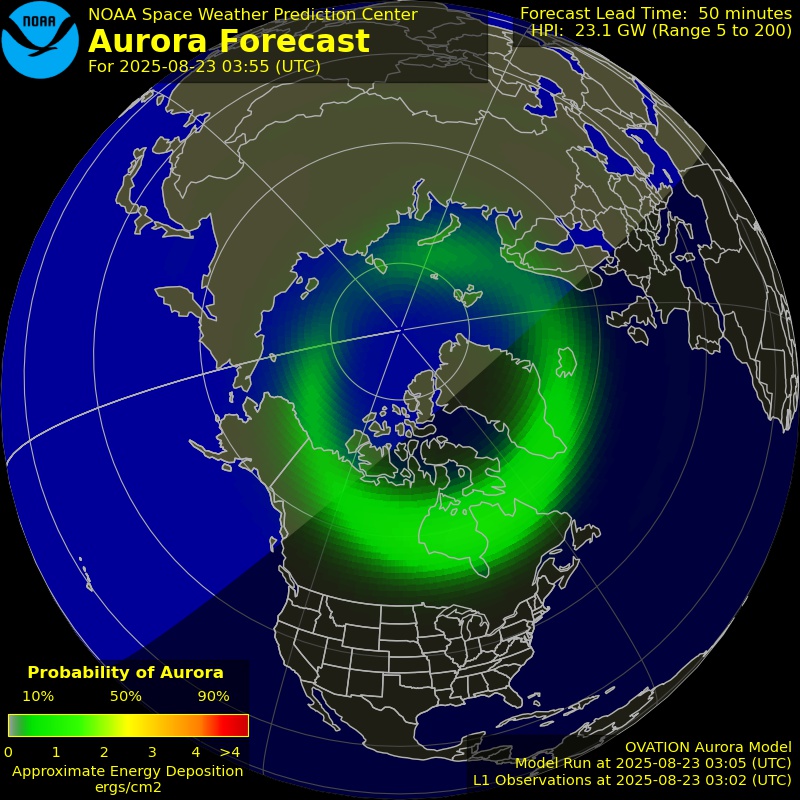 NOAA
NOAA Space Weather Prediction Center
Aurora Forecast
For 2025-08-23 03:55 (UTC)
Forecast Lead Time: 50 minutes
HPI: 23.1 GW (Range 5 to 200)
Probability of Aurora
10% 50% 90%
0 1 2 3 4 >4
Approximate Energy Deposition
ergs/cm2
OVATION Aurora Model
Model Run at 2025-08-23 03:05 (UTC)
L1 Observations at 2025-08-23 03:02 (UTC)